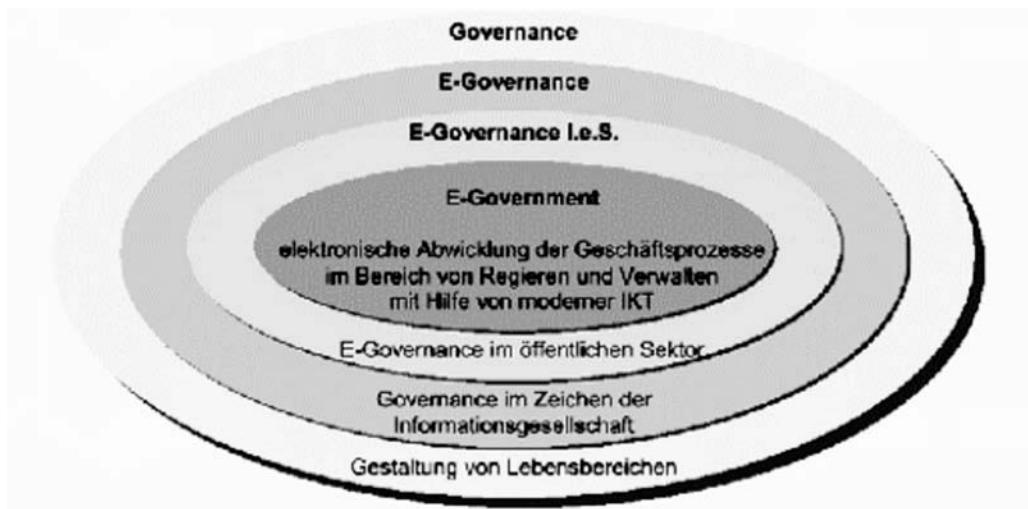 Governance
E-Governance
E-Governance i.e.S.
E-Government
elektronische Abwicklung der Geschäftsprozesse
im Bereich von Regieren und Verwalten
mit Hilfe von moderner IKT
E-Governance im öffentlichen Sektor
Governance im Zeichen der
Informationsgesellschaft
Gestaltung von Lebensbereichen